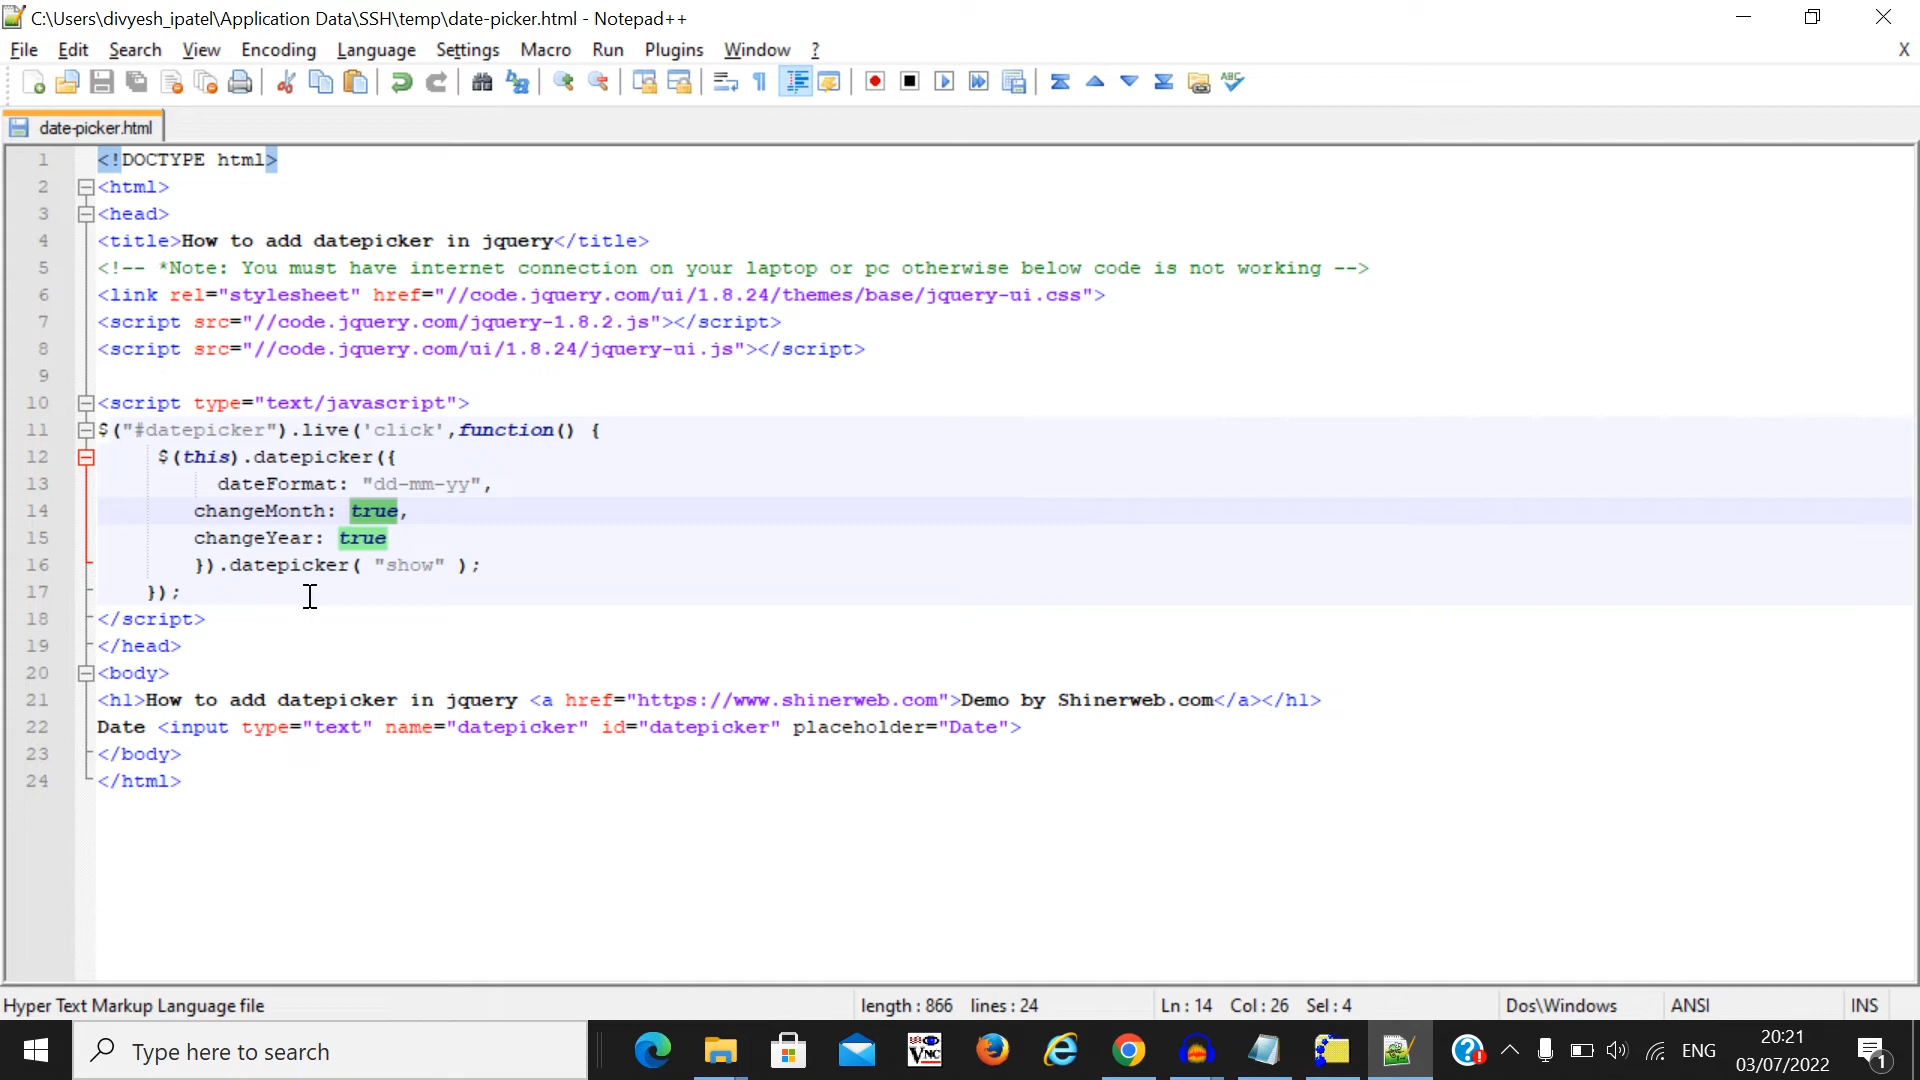 C:\Users\divyesh_ipatel\Application Data\SSH\temp\date-picker.html - Notepad++
File Edit Search View Encoding Language Settings Macro Run Plugins Window ? X
date-picker.html
1 <!DOCTYPE html>
2 <html>
3 <head>
4 <title>How to add datepicker in jquery</title>
5 <!-- *Note: You must have internet connection on your laptop or pc otherwise below code is not working -->
6 <link rel="stylesheet" href="//code.jquery.com/ui/1.8.24/themes/base/jquery-ui.css">
7 <script src="//code.jquery.com/jquery-1.8.2.js"></script>
8 <script src="//code.jquery.com/ui/1.8.24/jquery-ui.js"></script>
9
10 <script type="text/javascript">
11 $("#datepicker").live('click',function() {
12 $(this).datepicker({
13 dateFormat: "dd-mm-yy",
14 changeMonth: true,
15 changeYear: true
16 }).datepicker( "show" );
17 });
18 </script>
19 </head>
20 <body>
21 <h1>How to add datepicker in jquery <a href="https://www.shinerweb.com">Demo by Shinerweb.com</a></h1>
22 Date <input type="text" name="datepicker" id="datepicker" placeholder="Date">
23 </body>
24 </html>
Hyper Text Markup Language file length : 866 lines : 24 Ln : 14 Col : 26 Sel : 4 Dos\Windows ANSI INS
Type here to search ENG 20:21
03/07/2022 1